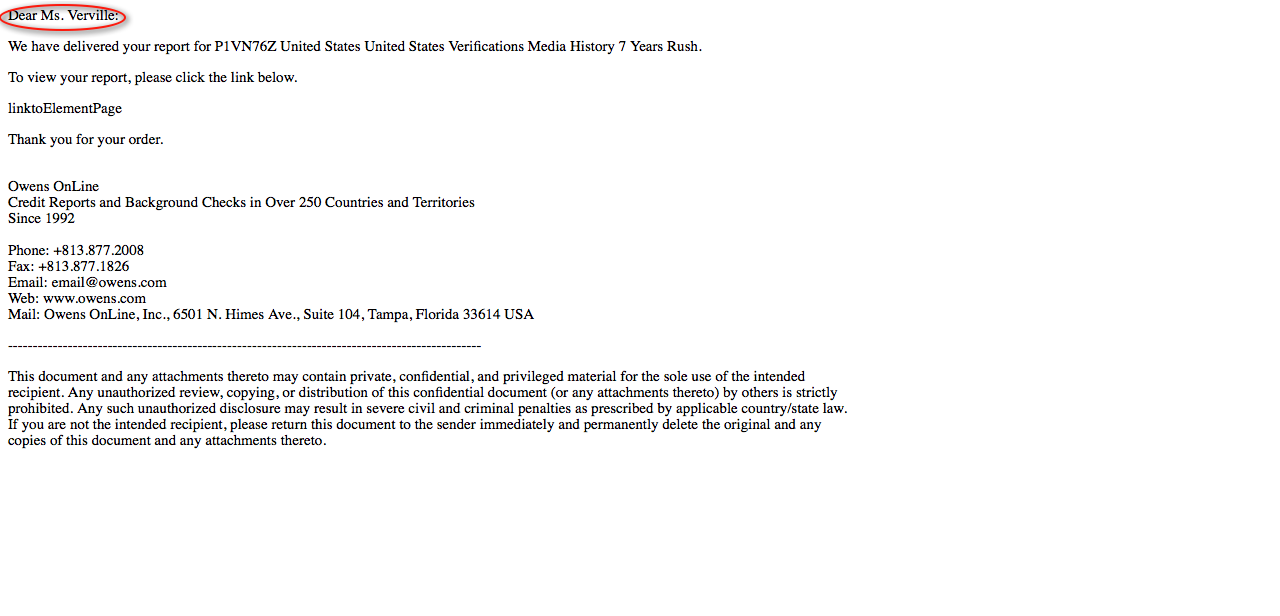 Dear Ms. Verville:
We have delivered your report for P1VN76Z United States United States Verifications Media History 7 Years Rush.
To view your report, please click the link below.
linktoElementPage
Thank you for your order.
Owens OnLine
Credit Reports and Background Checks in Over 250 Countries and Territories
Since 1992
Phone: +813.877.2008
Fax: +813.877.1826
Email: email@owens.com
Web: www.owens.com
Mail: Owens OnLine, Inc., 6501 N. Himes Ave., Suite 104, Tampa, Florida 33614 USA
-----------------------------------------------------------------------------------------------
This document and any attachments thereto may contain private, confidential, and privileged material for the sole use of the intended
recipient. Any unauthorized review, copying, or distribution of this confidential document (or any attachments thereto) by others is strictly
prohibited. Any such unauthorized disclosure may result in severe civil and criminal penalties as prescribed by applicable country/state law.
If you are not the intended recipient, please return this document to the sender immediately and permanently delete the original and any
copies of this document and any attachments thereto.